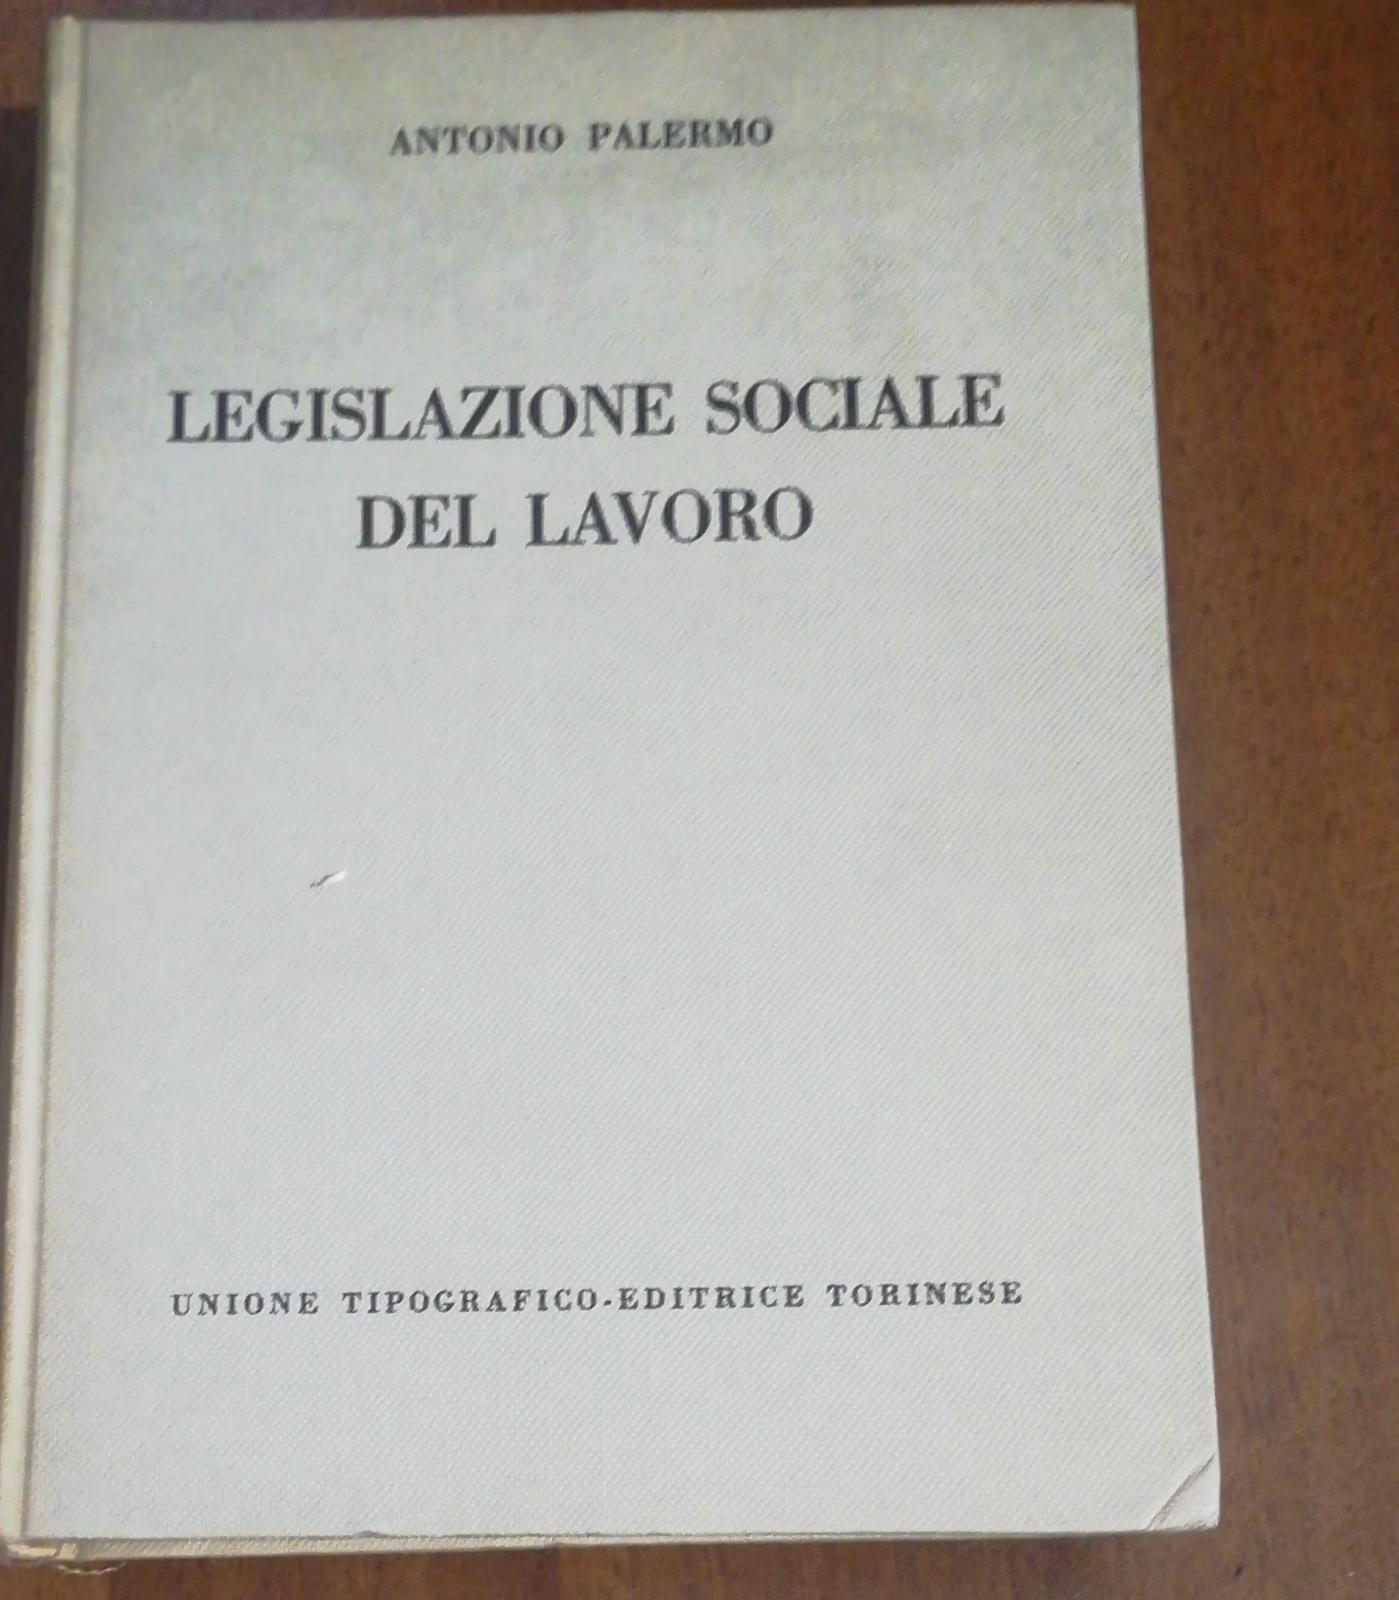 ANTONIO PALERMO
LEGISLAZIONE SOCIALE
DEL LAVORO
UNIONE TIPOGRAFICO-EDITRICE TORINESE